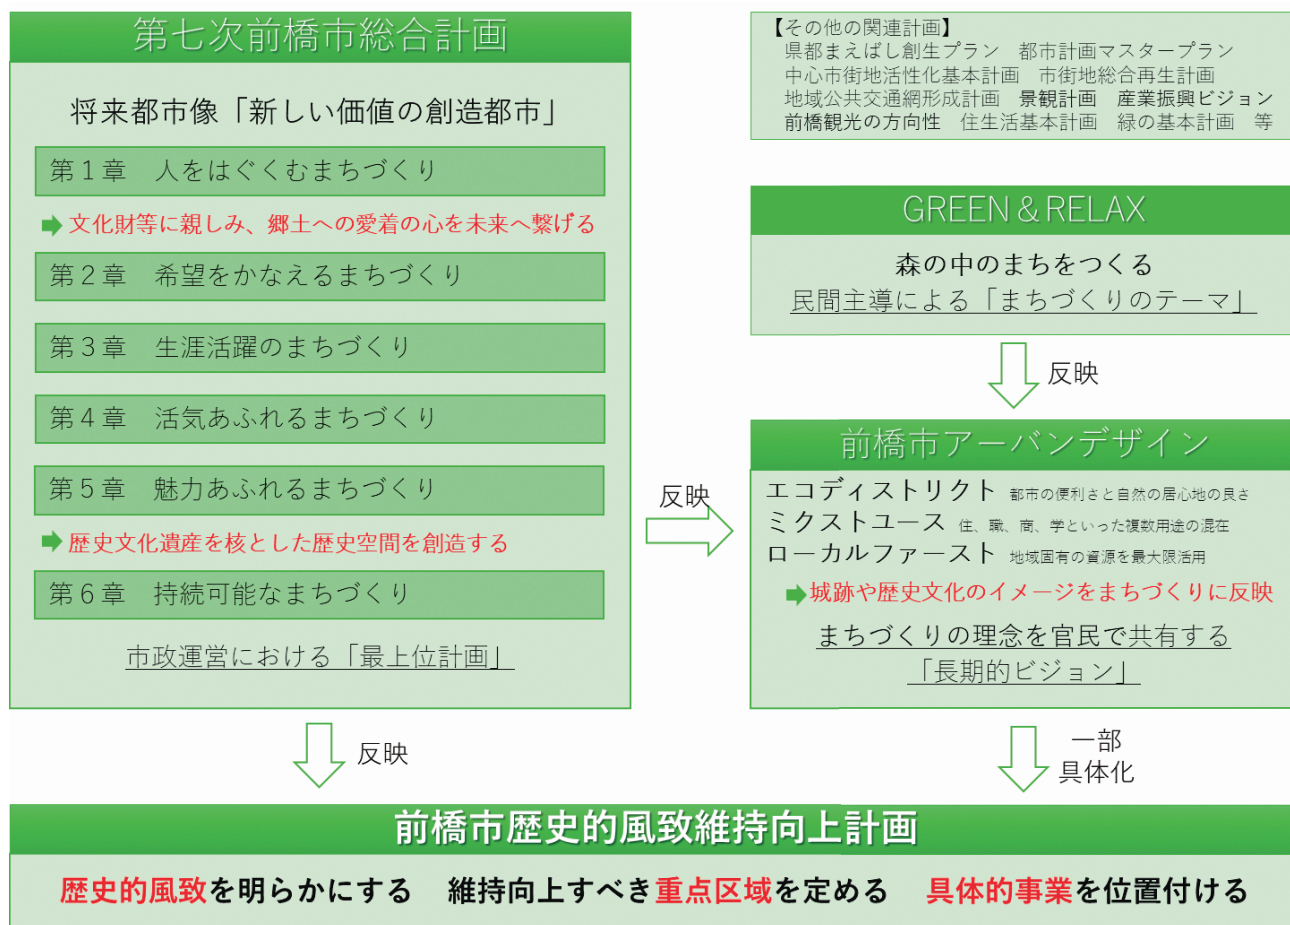 第七次前橋市総合計画
将来都市像「新しい価値の創造都市」
第1章 人をはぐくむまちづくり
文化財等に親しみ、郷土への愛着の心を未来へ繋げる
第2章 希望をかなえるまちづくり
第3章 生涯活躍のまちづくり
第4章 活気あふれるまちづくり
第5章 魅力あふれるまちづくり
歴史文化遺産を核とした歴史空間を創造する
第6章 持続可能なまちづくり
市政運営における「最上位計画」
反映
反映
【その他の関連計画】
県都まえばし創生プラン 都市計画マスタープラン
中心市街地活性化基本計画 市街地総合再生計画
地域公共交通網形成計画 景観計画 産業振興ビジョン
前橋観光の方向性 住生活基本計画 緑の基本計画 等
GREEN＆RELAX
森の中のまちをつくる
民間主導による「まちづくりのテーマ」
反映
前橋市アーバンデザイン
エコディストリクト 都市の便利さと自然の居心地の良さ
ミクストユース 住、職、商、学といった複数用途の混在
ローカルファースト 地域固有の資源を最大限活用
城跡や歴史文化のイメージをまちづくりに反映
まちづくりの理念を官民で共有する
「長期的ビジョン」
一部
具体化
前橋市歴史的風致維持向上計画
歴史的風致を明らかにする 維持向上すべき重点区域を定める 具体的事業を位置付ける